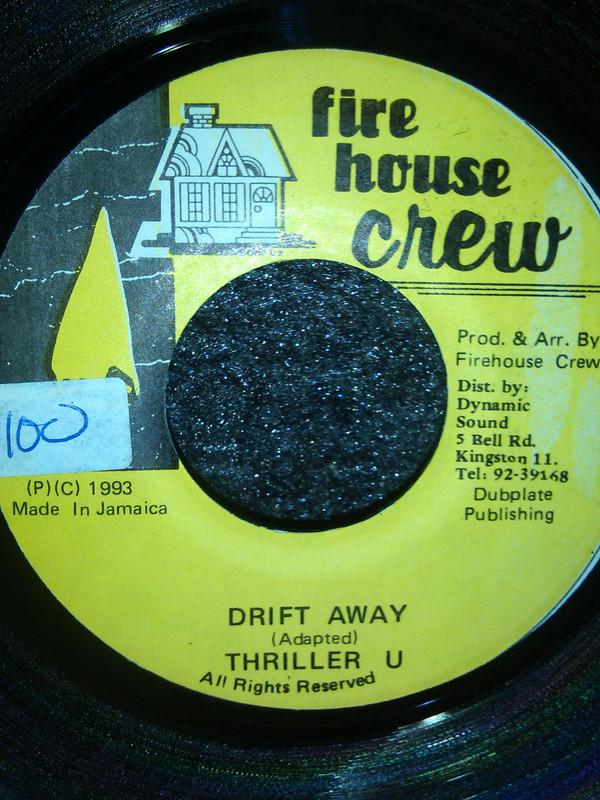 fire
house
crew
Prod. & Arr. By
Firehouse Crew
Dist. by:
Dynamic
Sound
5 Bell Rd.
Kingston 11.
Tel: 92-39168
Dubplate
Publishing
100
(P)(C) 1993
Made In Jamaica
DRIFT AWAY
(Adapted)
THRILLER U
All Rights Reserved